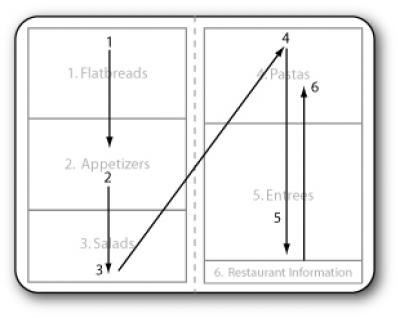 1
1. Flatbreads
2. Appetizers
2
3. Salads
3
4
4. Pastas
6
5. Entrees
5
6. Restaurant Information